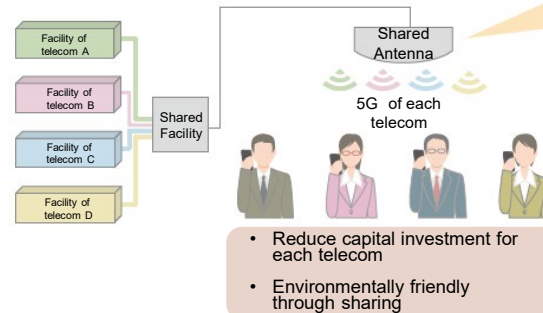 Facility of
telecom A
Facility of
telecom B
Facility of
telecom C
Facility of
telecom D
Shared
Facility
Shared
Antenna
5G of each
telecom
• Reduce capital investment for
each telecom
• Environmentally friendly
through sharing